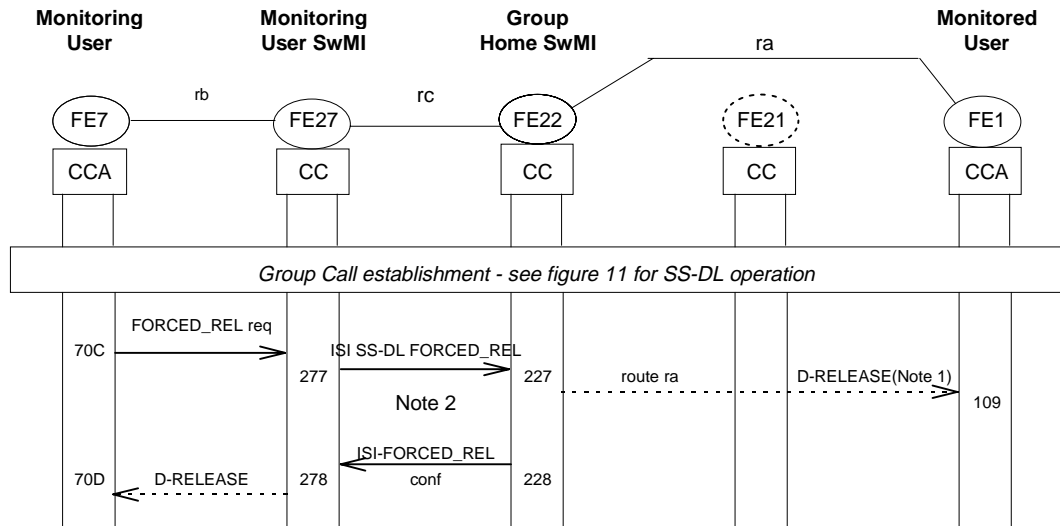 Monitoring User
Monitoring User SwMI
Group Home SwMI
Monitored User
rb
rc
ra
FE7
FE27
FE22
FE21
FE1
CCA
CC
CC
CC
CCA
Group Call establishment - see figure 11 for SS-DL operation
FORCED_REL req
70C
ISI SS-DL FORCED_REL
277
227
route ra
D-RELEASE(Note 1)
109
Note 2
ISI-FORCED_REL
conf
70D
D-RELEASE
278
228